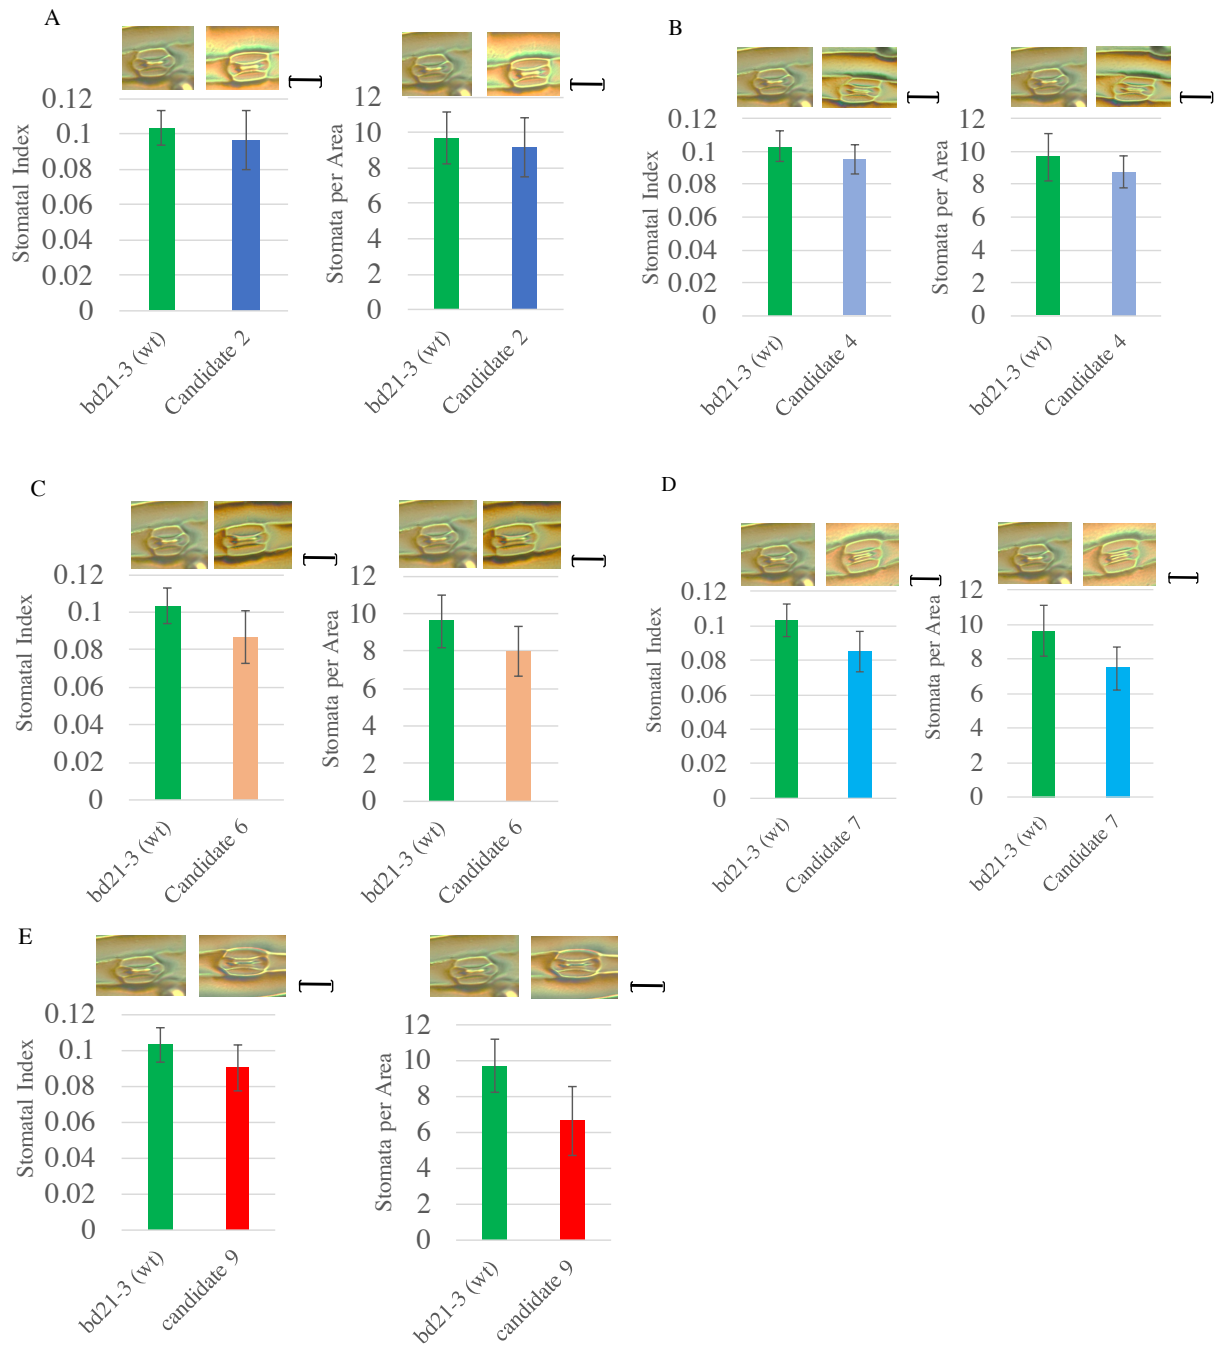 A
Stomatal Index
0.12
0.1
0.08
0.06
0.04
0.02
0
bd21-3 (wt)
Candidate 2
Stomata per Area
12
10
8
6
4
2
0
bd21-3 (wt)
Candidate 2
B
Stomatal Index
0.12
0.1
0.08
0.06
0.04
0.02
0
bd21-3 (wt)
Candidate 4
Stomata per Area
12
10
8
6
4
2
0
bd21-3 (wt)
Candidate 4
C
Stomatal Index
0.12
0.1
0.08
0.06
0.04
0.02
0
bd21-3 (wt)
Candidate 6
Stomata per Area
12
10
8
6
4
2
0
bd21-3 (wt)
Candidate 6
D
Stomatal Index
0.12
0.1
0.08
0.06
0.04
0.02
0
bd21-3 (wt)
Candidate 7
Stomata per Area
12
10
8
6
4
2
0
bd21-3 (wt)
Candidate 7
E
Stomatal Index
0.12
0.1
0.08
0.06
0.04
0.02
0
bd21-3 (wt)
candidate 9
Stomata per Area
12
10
8
6
4
2
0
bd21-3 (wt)
candidate 9